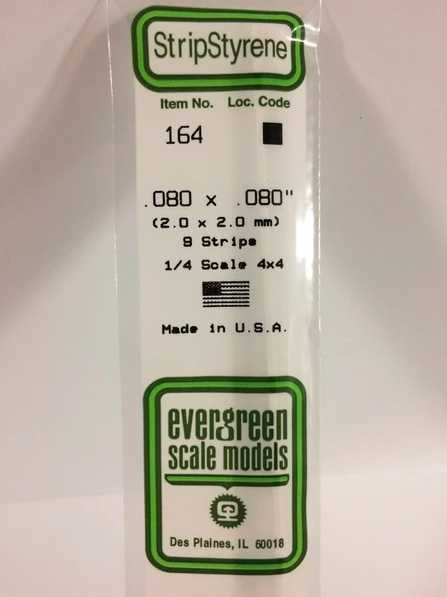 StripStyrene
Item No. Loc. Code
164
.080 x .080"
(2.0 x 2.0 mm)
9 Strips
1/4 Scale 4x4
Made in U.S.A.
evergreen
scale models
Des Plaines, IL 60018